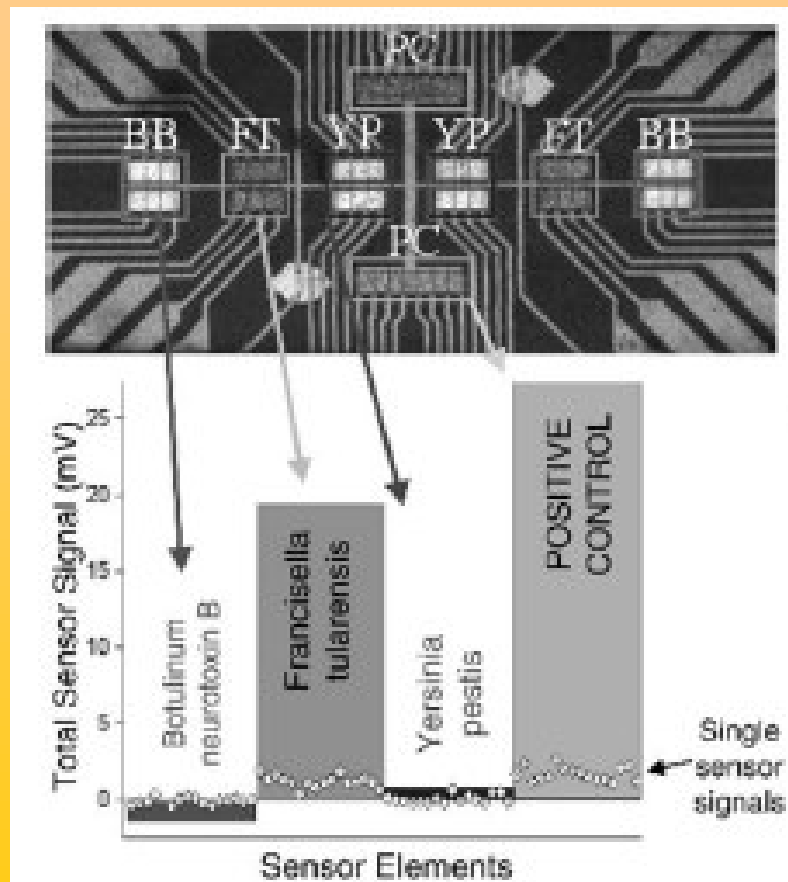 PC
BB FT YP YP FT BB
PC
Total Sensor Signal (mV)
25
20
15
10
5
0
Botulinum
neurotoxin B
Francisella
tularensis
Yersinia
pestis
POSITIVE
CONTROL
Single
sensor
signals
Sensor Elements